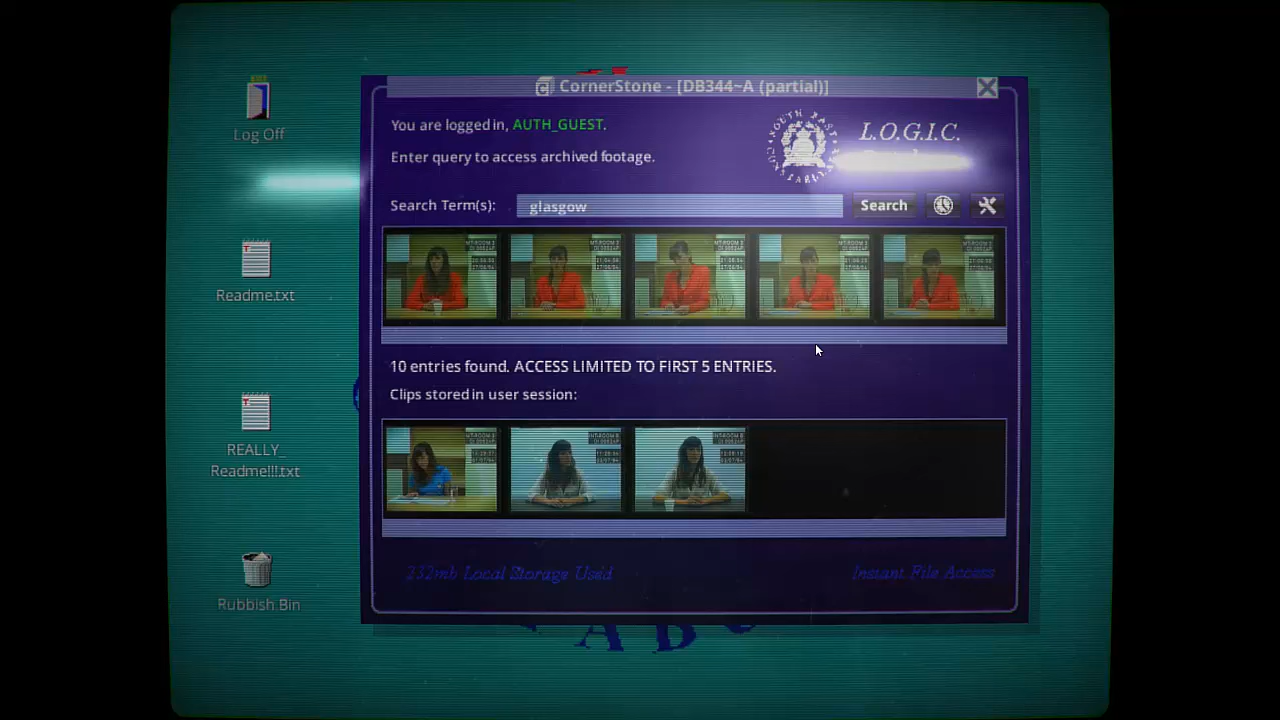 CornerStone - [DB344~A (partial)]
You are logged in, AUTH_GUEST.
Enter query to access archived footage.
L.O.G.I.C.
SOUTH EAST
Search Term(s):
glasgow
Search
10 entries found. ACCESS LIMITED TO FIRST 5 ENTRIES.
Clips stored in user session:
332mb Local Storage Used
Instant File Access
Log Off
Readme.txt
REALLY_
Readme!!!.txt
Rubbish Bin